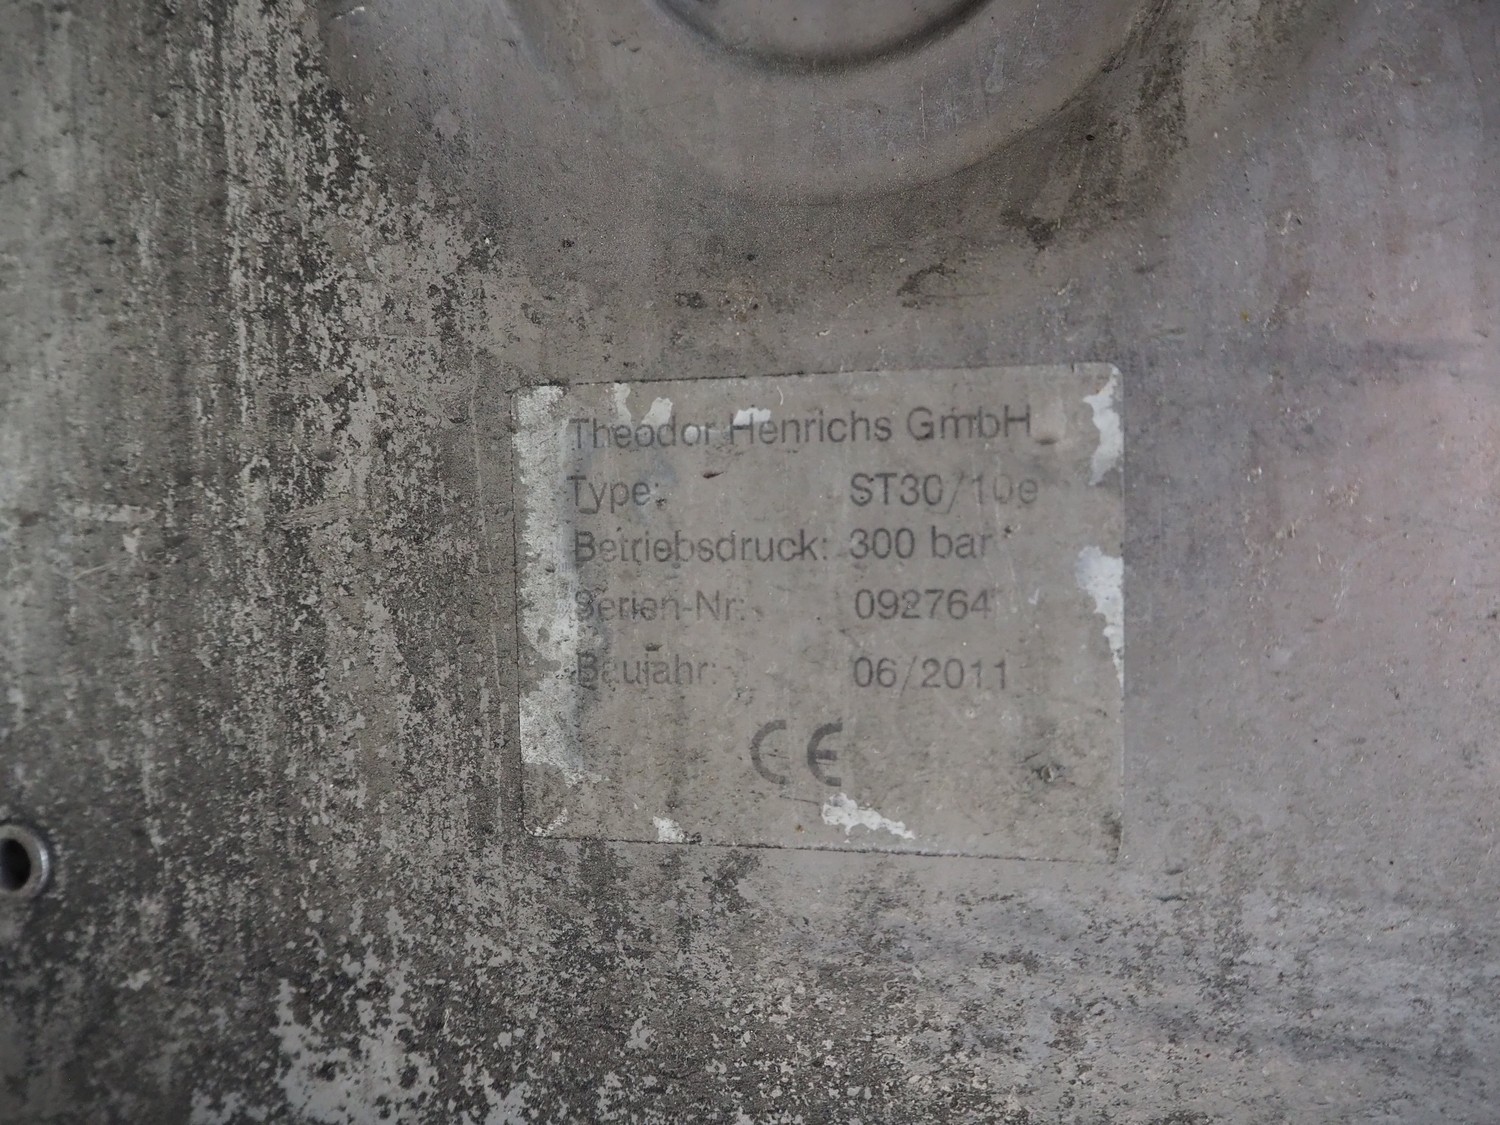 Theodor Henrichs GmbH
Type: ST30/10e
Betriebsdruck: 300 bar
Serien-Nr: 092764
Baujahr: 06/2011
CE